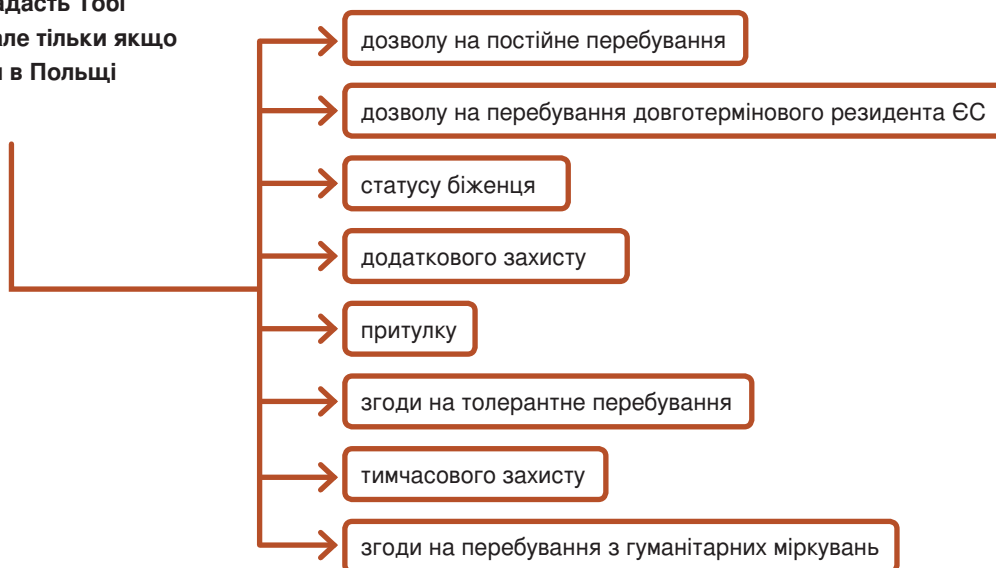 Тобі
але тільки якщо
в Польщі
дозволу на постійне перебування
дозволу на перебування довготермінового резидента ЄС
статусу біженця
додаткового захисту
притулку
згоди на толерантне перебування
тимчасового захисту
згоди на перебування з гуманітарних міркувань